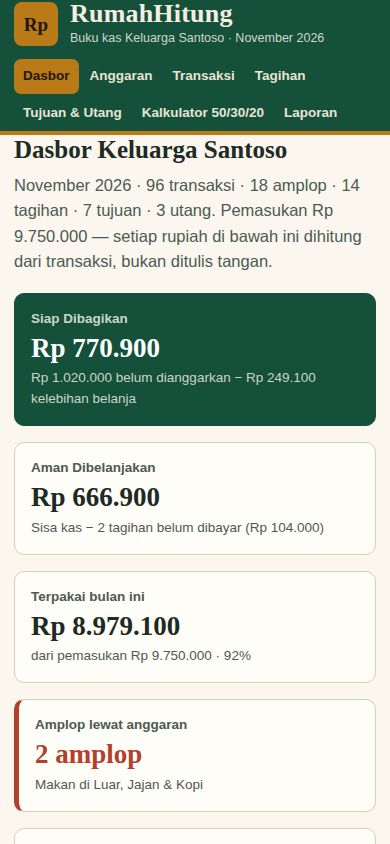 Rp
RumahHitung
Buku kas Keluarga Santoso · November 2026
Dasbor
Anggaran
Transaksi
Tagihan
Tujuan & Utang
Kalkulator 50/30/20
Laporan
Dasbor Keluarga Santoso
November 2026 · 96 transaksi · 18 amplop · 14
tagihan · 7 tujuan · 3 utang. Pemasukan Rp
9.750.000 — setiap rupiah di bawah ini dihitung
dari transaksi, bukan ditulis tangan.
Siap Dibagikan
Rp 770.900
Rp 1.020.000 belum dianggarkan − Rp 249.100
kelebihan belanja
Aman Dibelanjakan
Rp 666.900
Sisa kas − 2 tagihan belum dibayar (Rp 104.000)
Terpakai bulan ini
Rp 8.979.100
dari pemasukan Rp 9.750.000 · 92%
Amplop lewat anggaran
2 amplop
Makan di Luar, Jajan & Kopi